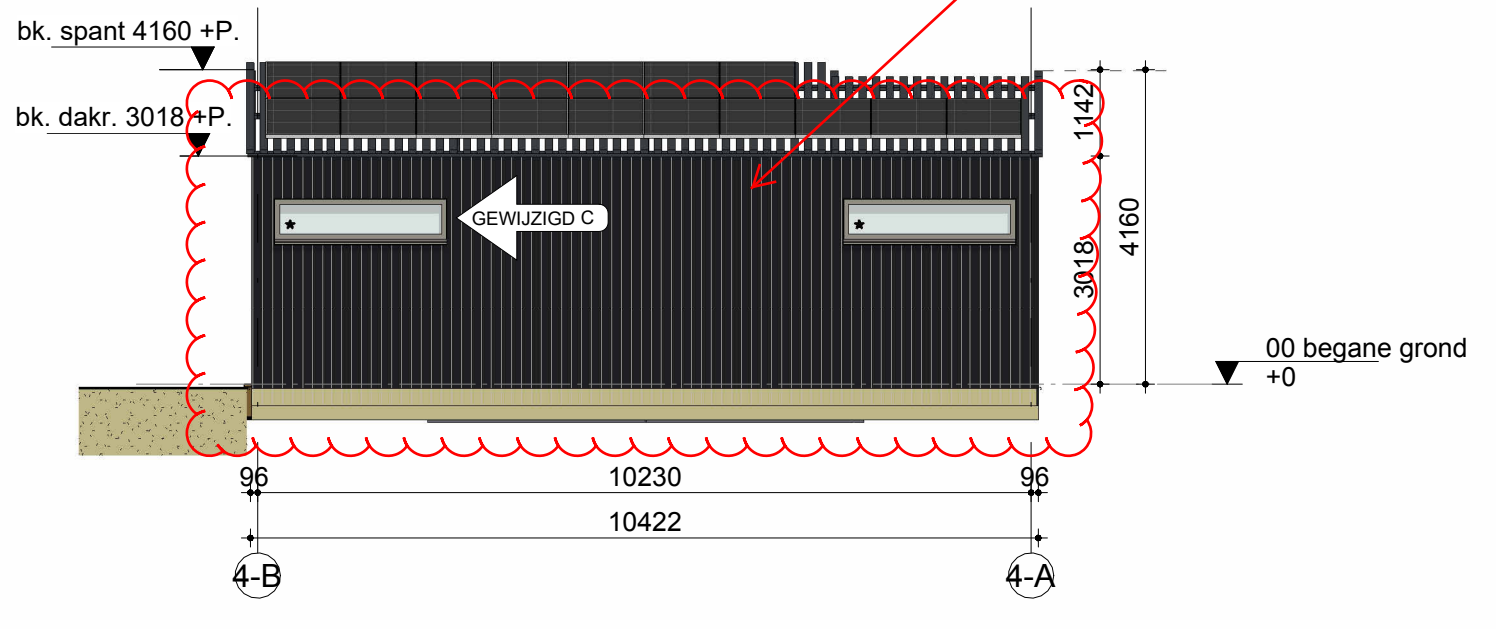 bk. spant 4160 +P.
bk. dakr. 3018 +P.
1142
GEWIJZIGD C
4160
3018
00 begane grond
+0
96
10230
96
10422
4-B
4-A